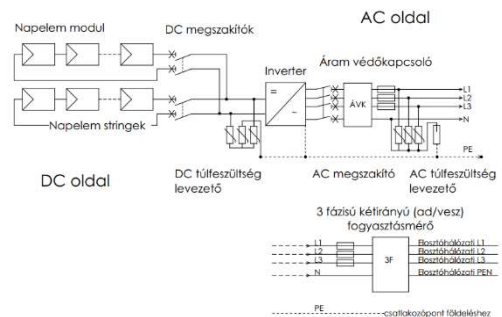 AC oldal
Napelem modul
DC megszakítók
Inverter
Áram védőkapcsoló
=
~
ÁVK
L1
L2
L3
N
Napelem stringek
PE
DC oldal
DC túlfeszültség
levezető
AC megszakító
AC túlfeszültség
levezető
3 fázisú kétirányú (ad/vesz)
fogyasztásmérő
L1
L2
L3
N
3F
Elosztóhálózati L1
Elosztóhálózati L2
Elosztóhálózati L3
Elosztóhálózati PEN
PE
csatlakozópont földeléshez